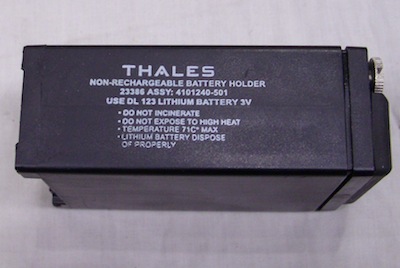 THALES
NON-RECHARGEABLE BATTERY HOLDER
23386 ASSY: 4101240-501
USE DL 123 LITHIUM BATTERY 3V
• DO NOT INCINERATE
• DO NOT EXPOSE TO HIGH HEAT
• TEMPERATURE 71C° MAX
• LITHIUM BATTERY DISPOSE
OF PROPERLY